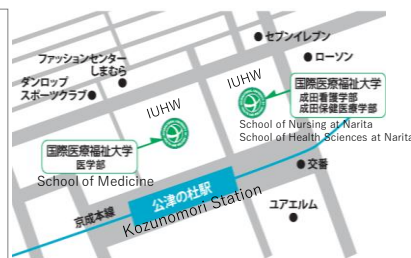 セブンイレブン
ローソン
ファッションセンター
しまむら
ダンロップ
スポーツクラブ
IUHW
IUHW
国際医療福祉大学
成田看護学部
成田保健医療学部
School of Nursing at Narita
School of Health Sciences at Narita
国際医療福祉大学
医学部
School of Medicine
交番
公津の杜駅
Kozunomori Station
京成本線
ユアエルム